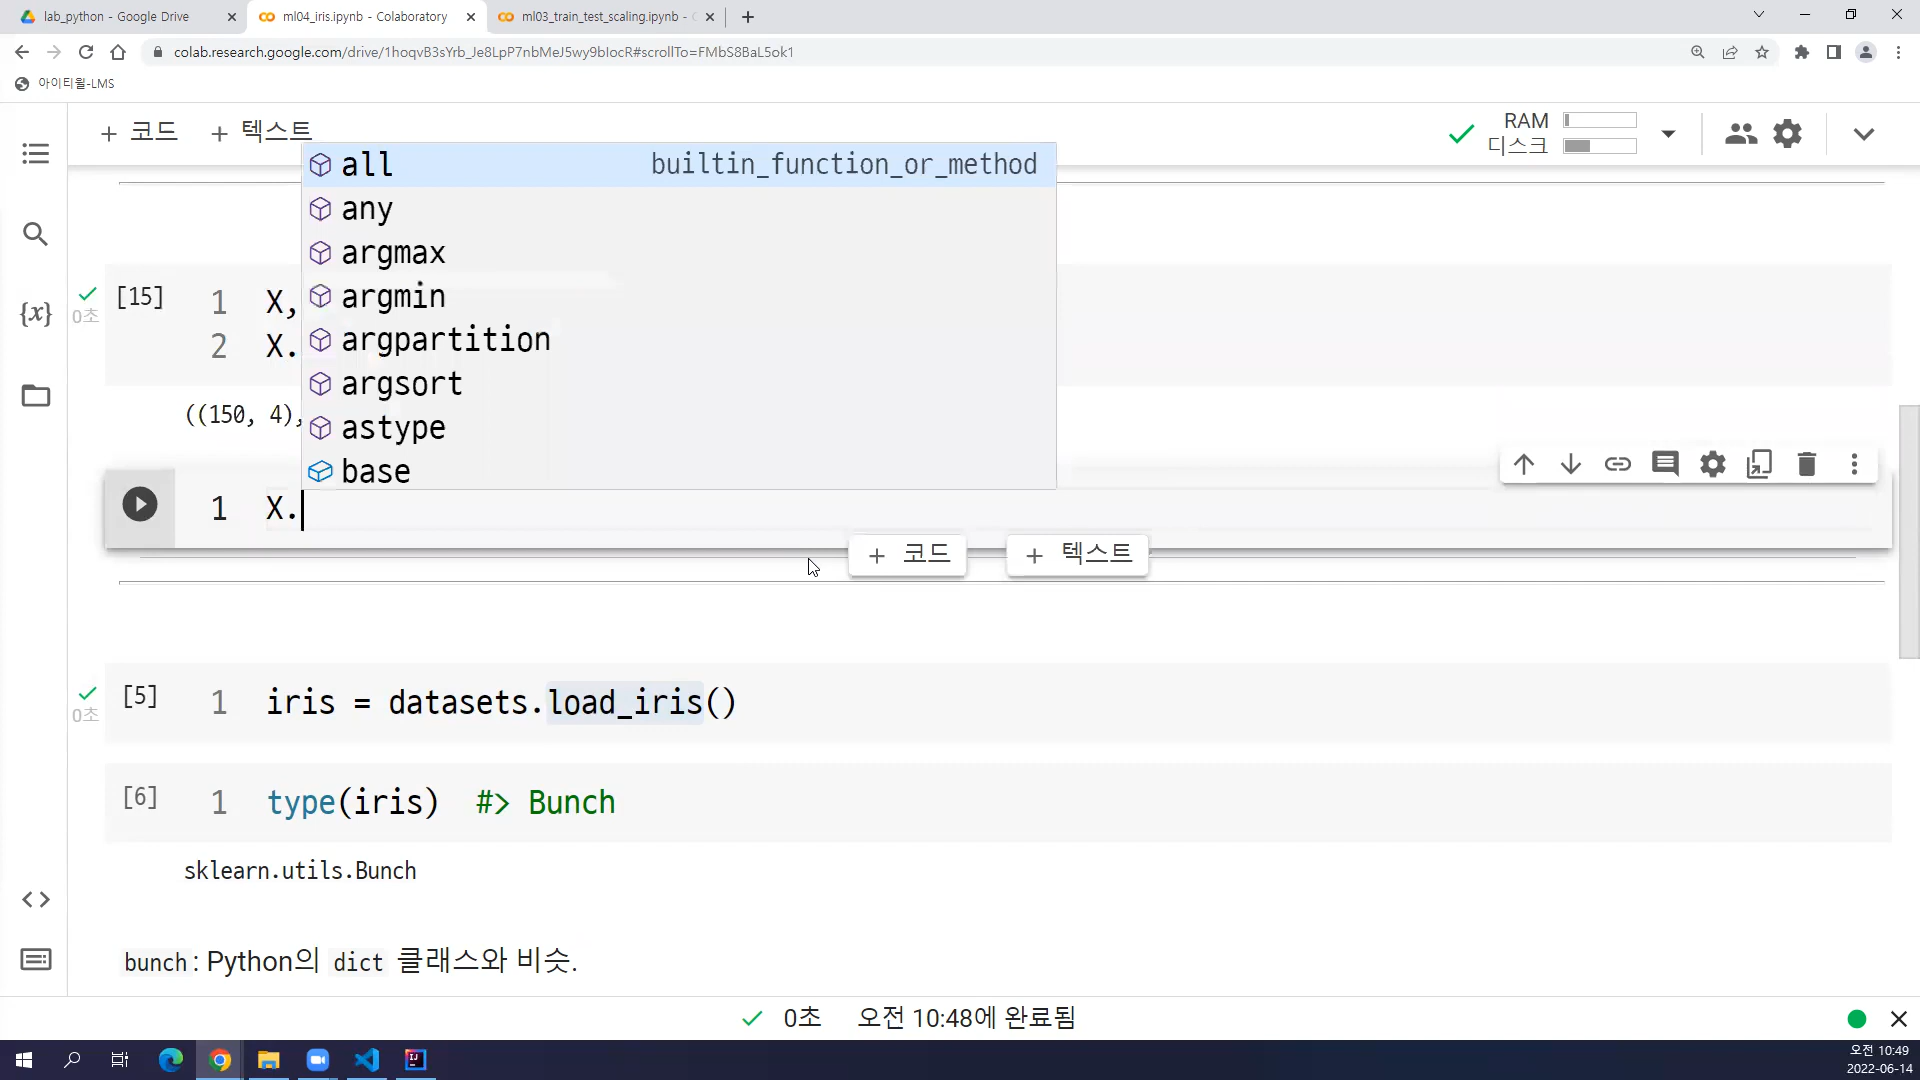 lab_python - Google Drive
ml04_iris.ipynb - Colaboratory
ml03_train_test_scaling.ipynb -
colab.research.google.com/drive/1hoqvB3sYrb_Je8LpP7nbMeJ5wy9bIocR#scrollTo=FMbS8BaL5ok1
아이티윌-LMS
+ 코드 + 텍스트
RAM
디스크
all builtin_function_or_method
any
argmax
argmin
argpartition
argsort
astype
base
{x}
[15] 1 X,
0초
2 X.
((150, 4),
1 X.
+ 코드 + 텍스트
[5] 1 iris = datasets.load_iris()
0초
[6] 1 type(iris) #> Bunch
sklearn.utils.Bunch
bunch: Python의 dict 클래스와 비슷.
0초 오전 10:48에 완료됨
오전 10:49
2022-06-14